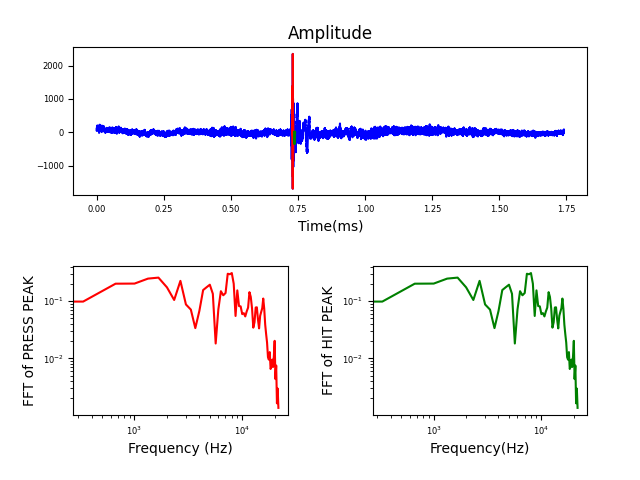 Amplitude
2000
1000
0
−1000
0.00 0.25 0.50 0.75 1.00 1.25 1.50 1.75
Time(ms)
FFT of PRESS PEAK
10⁻¹
10⁻²
10³ 10⁴
Frequency (Hz)
FFT of HIT PEAK
10⁻¹
10⁻²
10³ 10⁴
Frequency(Hz)